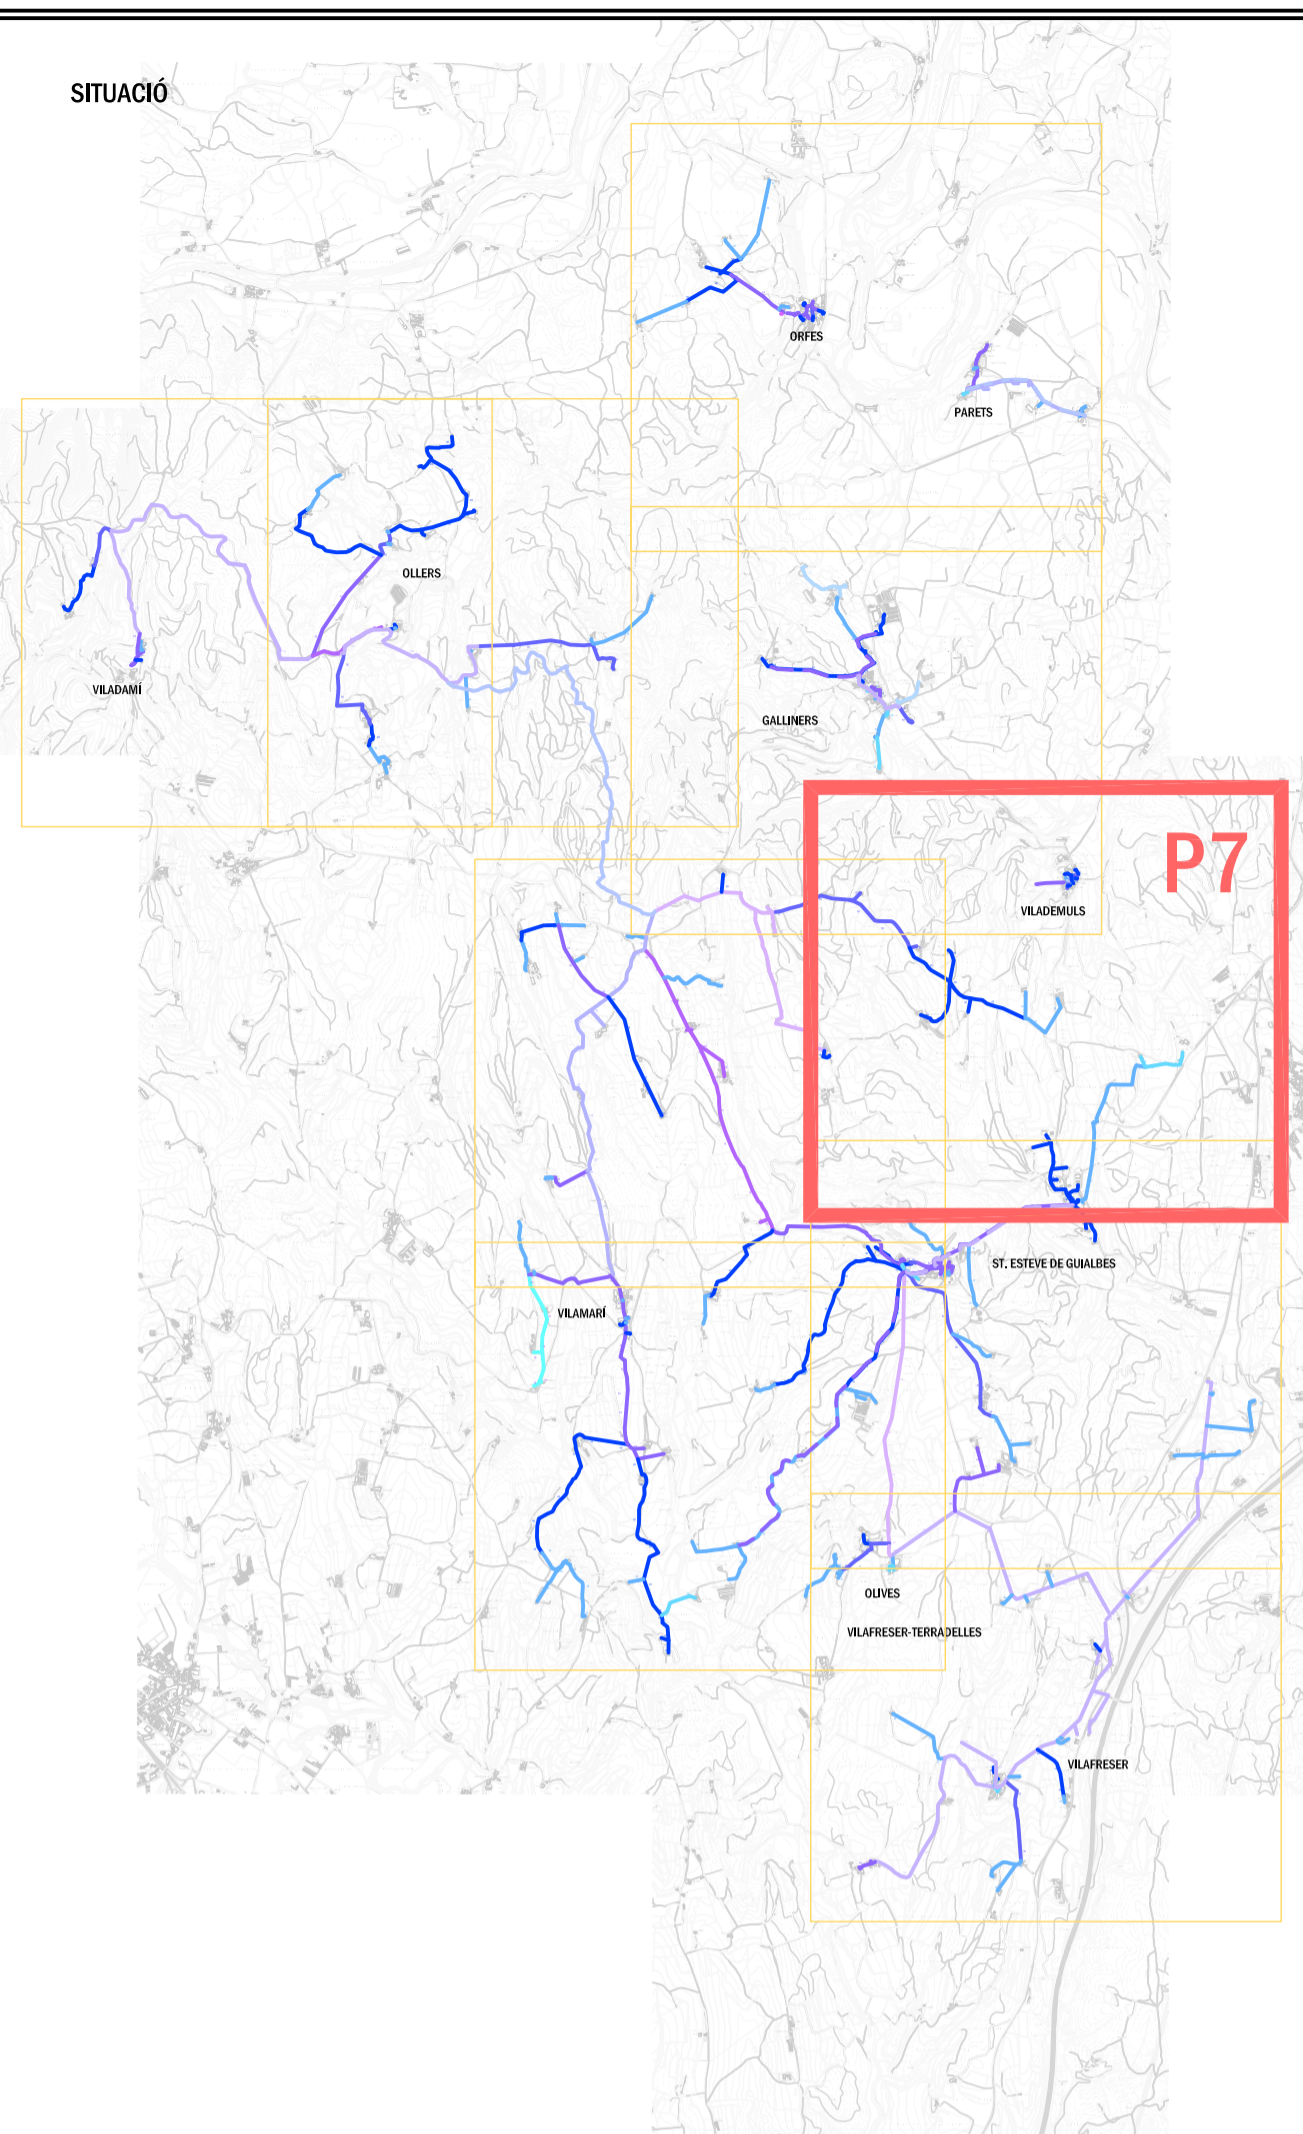 SITUACIÓ
ORFES
PARETS
OLLERS
VILADAMÍ
GALLINERS
P7
VILADEMULS
ST. ESTEVE DE GUIALBES
VILAMARÍ
OLIVES
VILAFRESER-TERRADELLES
VILAFRESER